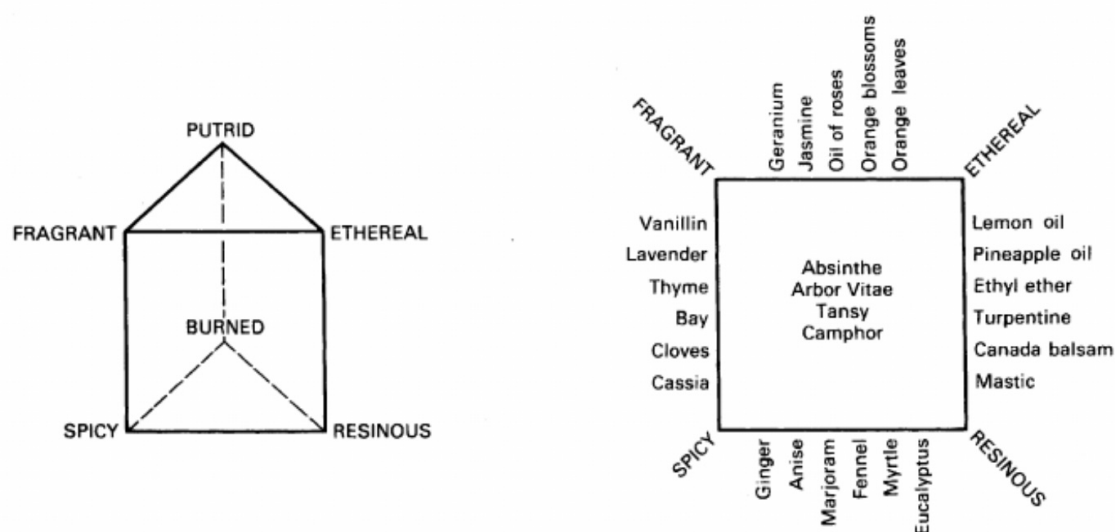 PUTRID
FRAGRANT
ETHEREAL
BURNED
SPICY
RESINOUS
FRAGRANT
Geranium
Jasmine
Oil of roses
Orange blossoms
Orange leaves
ETHEREAL
Vanillin
Lavender
Thyme
Bay
Cloves
Cassia
Absinthe
Arbor Vitae
Tansy
Camphor
Lemon oil
Pineapple oil
Ethyl ether
Turpentine
Canada balsam
Mastic
SPICY
Ginger
Anise
Marjoram
Fennel
Myrtle
Eucalyptus
RESINOUS